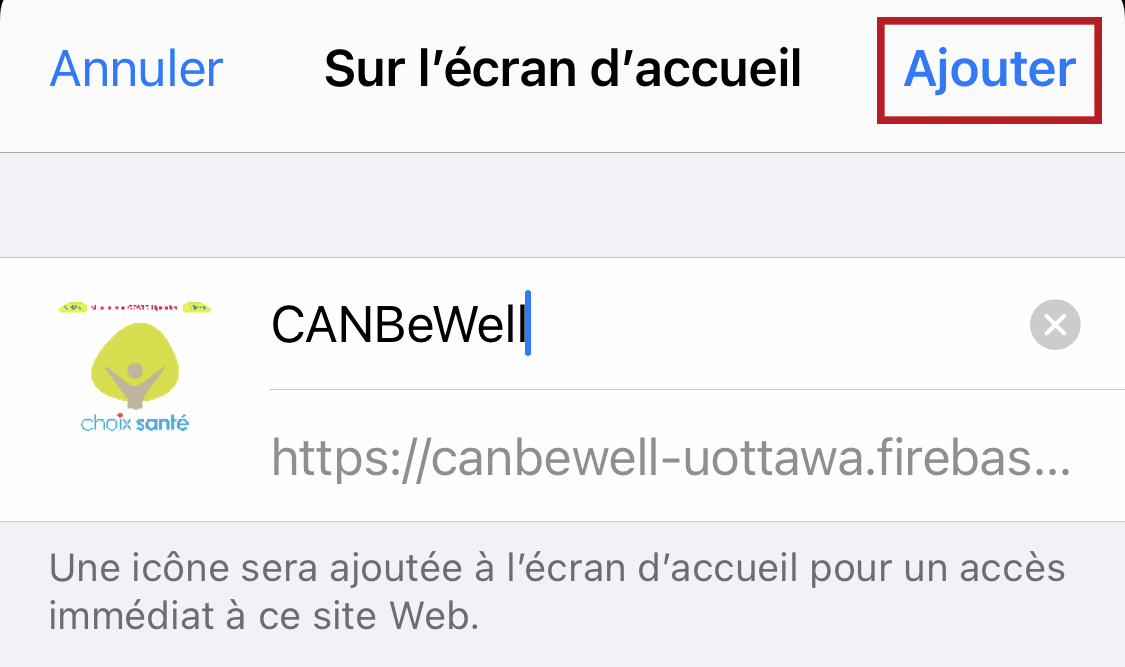 Annuler
Sur l’écran d’accueil
Ajouter
CANBeWell
choix santé
https://canbewell-uottawa.firebas...
Une icône sera ajoutée à l’écran d’accueil pour un accès
immédiat à ce site Web.